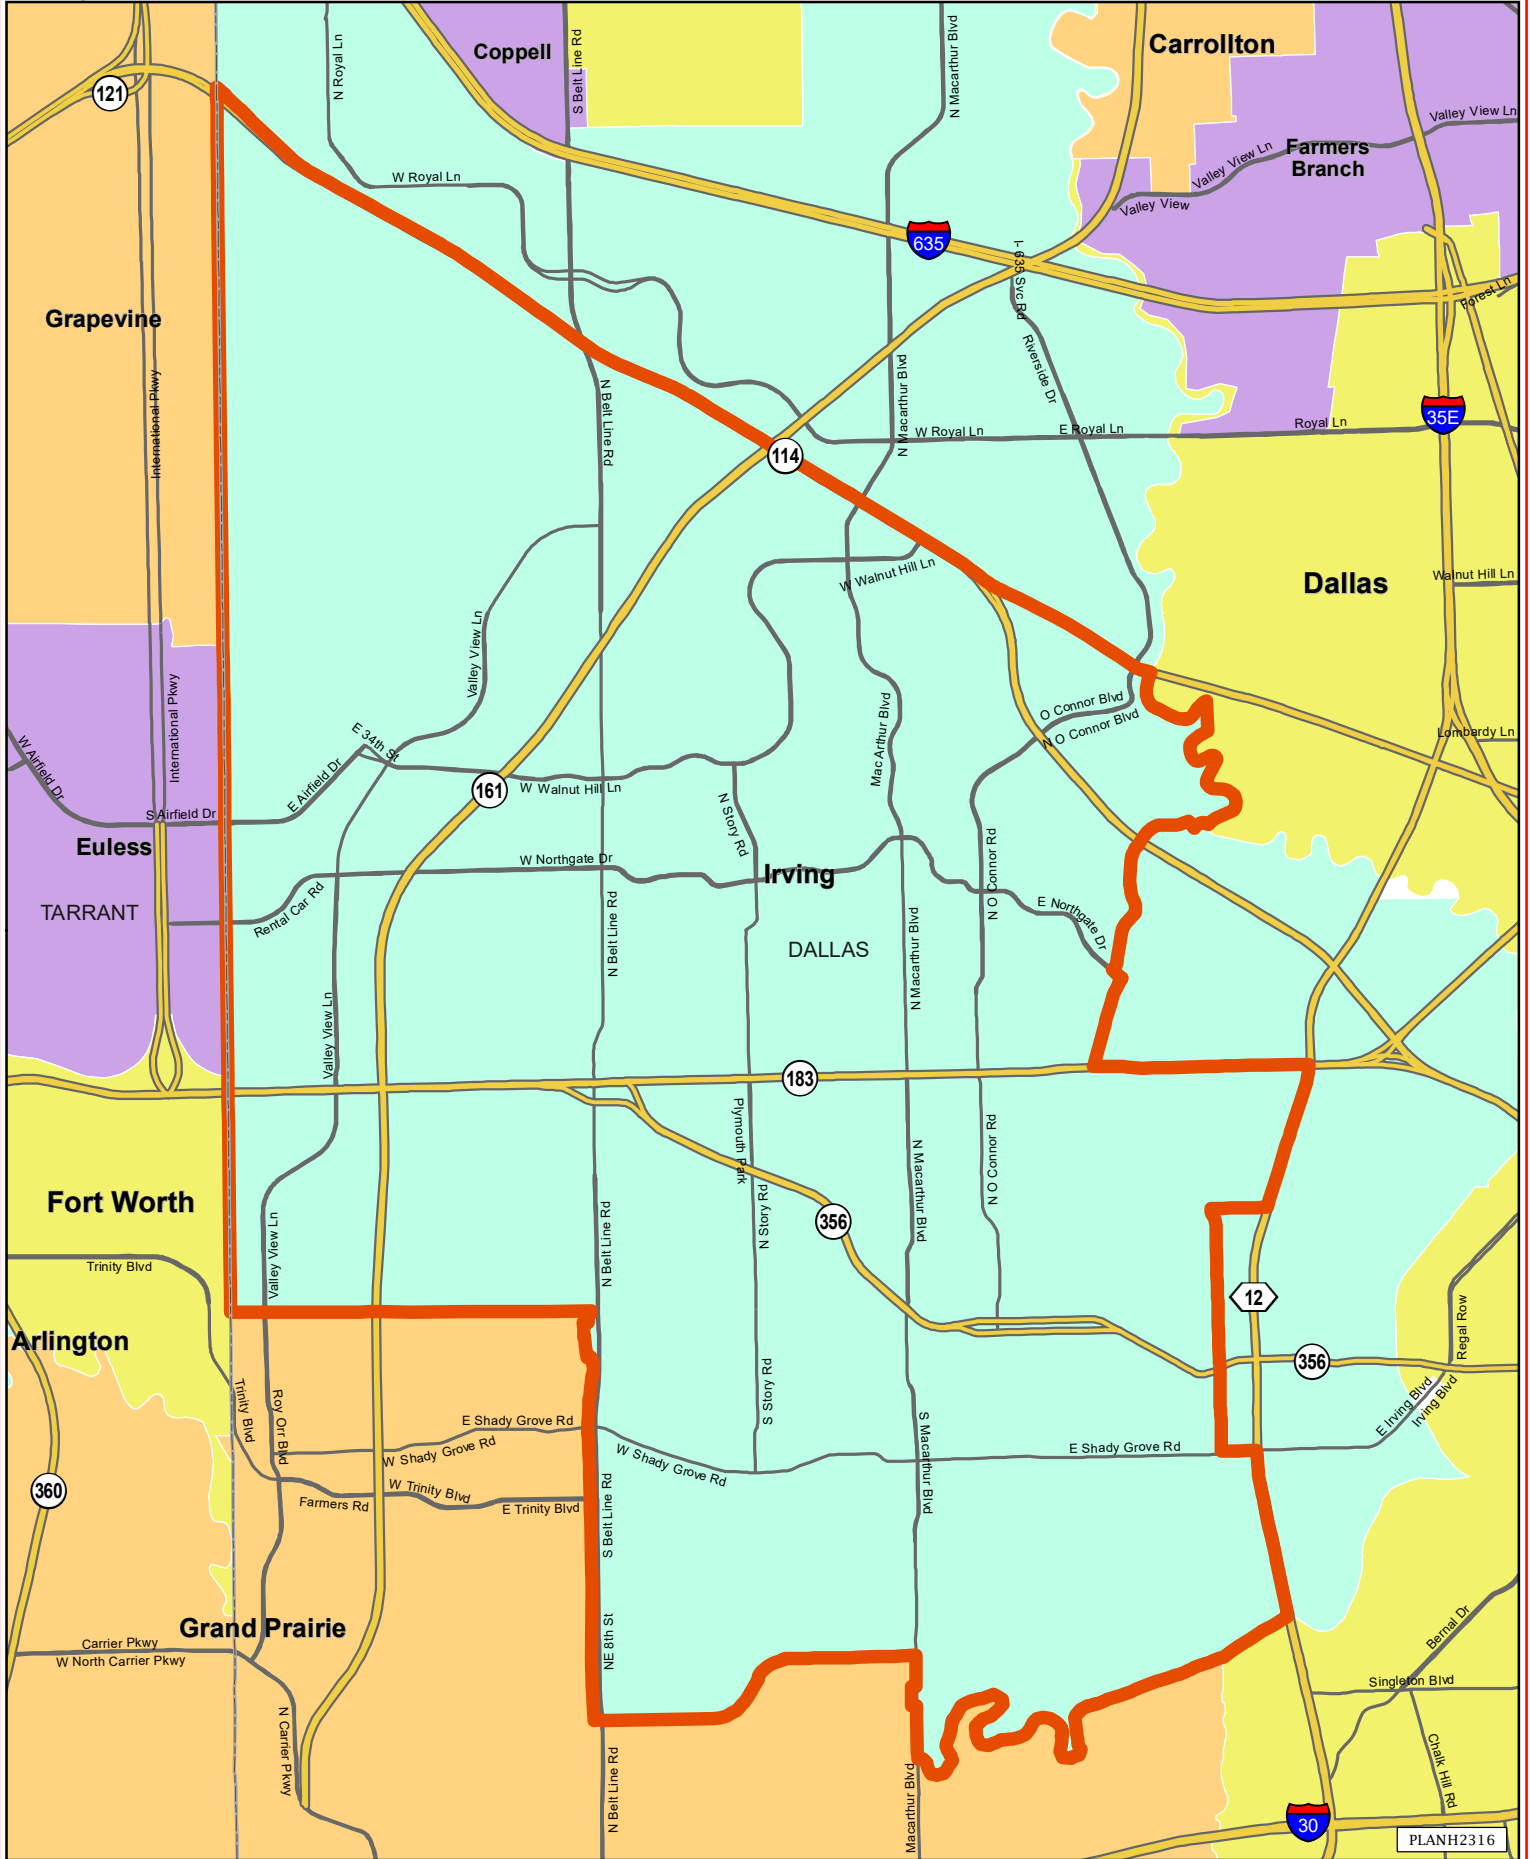 Coppell
Carrollton
N Royal Ln
S Belt Line Rd
N Macarthur Blvd
121
Valley View Ln
Farmers
Branch
Valley View Ln
W Royal Ln
Valley View
635
I-635 Svc Rd
Forest Ln
Grapevine
Riverside Dr
International Pkwy
N Belt Line Rd
N Macarthur Blvd
35E
W Royal Ln
E Royal Ln
Royal Ln
114
W Walnut Hill Ln
Dallas
Walnut Hill Ln
Valley View Ln
International Pkwy
O Connor Blvd
N O Connor Blvd
Mac Arthur Blvd
Lombardy Ln
W Airfield Dr
E 34th St
E Airfield Dr
161
W Walnut Hill Ln
S Airfield Dr
N Story Rd
Euless
W Northgate Dr
Irving
N O Connor Rd
TARRANT
Rental Car Rd
E Northgate Dr
N Belt Line Rd
DALLAS
N Macarthur Blvd
Valley View Ln
183
Plymouth Park
N O Connor Rd
N Macarthur Blvd
Fort Worth
N Story Rd
356
Valley View Ln
N Belt Line Rd
Trinity Blvd
12
Arlington
Regal Row
356
Trinity Blvd
Roy Orr Blvd
S Story Rd
E Irving Blvd
Irving Blvd
E Shady Grove Rd
W Shady Grove Rd
W Shady Grove Rd
S Macarthur Blvd
E Shady Grove Rd
360
W Trinity Blvd
Farmers Rd
E Trinity Blvd
S Belt Line Rd
Grand Prairie
NE 8th St
Carrier Pkwy
W North Carrier Pkwy
Bernal Dr
Singleton Blvd
N Carrier Pkwy
N Belt Line Rd
Macarthur Blvd
Chalk Hill Rd
30
PLANH2316